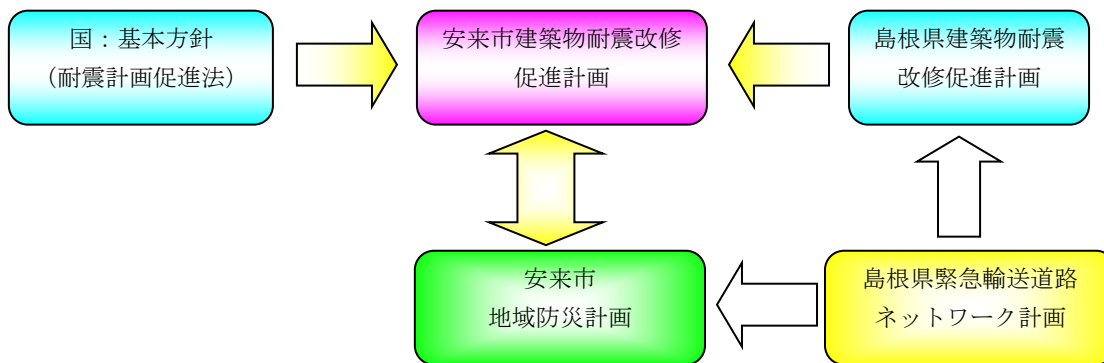 国：基本方針
（耐震計画促進法）
安来市建築物耐震改修
促進計画
島根県建築物耐震
改修促進計画
安来市
地域防災計画
島根県緊急輸送道路
ネットワーク計画